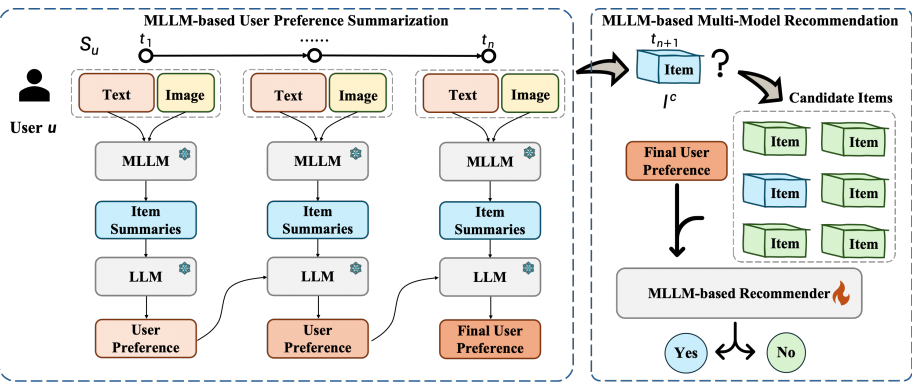 MLLM-based User Preference Summarization
S_u
t_1
......
t_n
User u
Text
Image
Text
Image
Text
Image
MLLM
MLLM
MLLM
Item
Summaries
Item
Summaries
Item
Summaries
LLM
LLM
LLM
User
Preference
User
Preference
Final User
Preference
MLLM-based Multi-Model Recommendation
t_{n+1}
Item
?
I^c
Candidate Items
Item
Item
Item
Item
Item
Item
Final User
Preference
MLLM-based Recommender
Yes
No